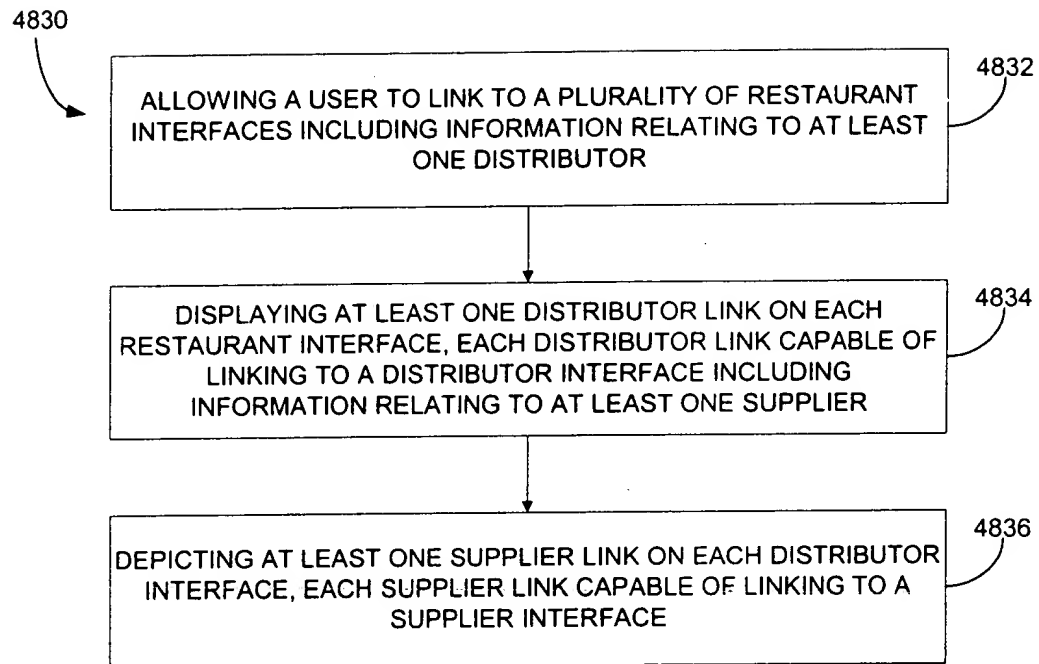 4830
ALLOWING A USER TO LINK TO A PLURALITY OF RESTAURANT
INTERFACES INCLUDING INFORMATION RELATING TO AT LEAST
ONE DISTRIBUTOR
4832
DISPLAYING AT LEAST ONE DISTRIBUTOR LINK ON EACH
RESTAURANT INTERFACE, EACH DISTRIBUTOR LINK CAPABLE OF
LINKING TO A DISTRIBUTOR INTERFACE INCLUDING
INFORMATION RELATING TO AT LEAST ONE SUPPLIER
4834
DEPICTING AT LEAST ONE SUPPLIER LINK ON EACH DISTRIBUTOR
INTERFACE, EACH SUPPLIER LINK CAPABLE OF LINKING TO A
SUPPLIER INTERFACE
4836